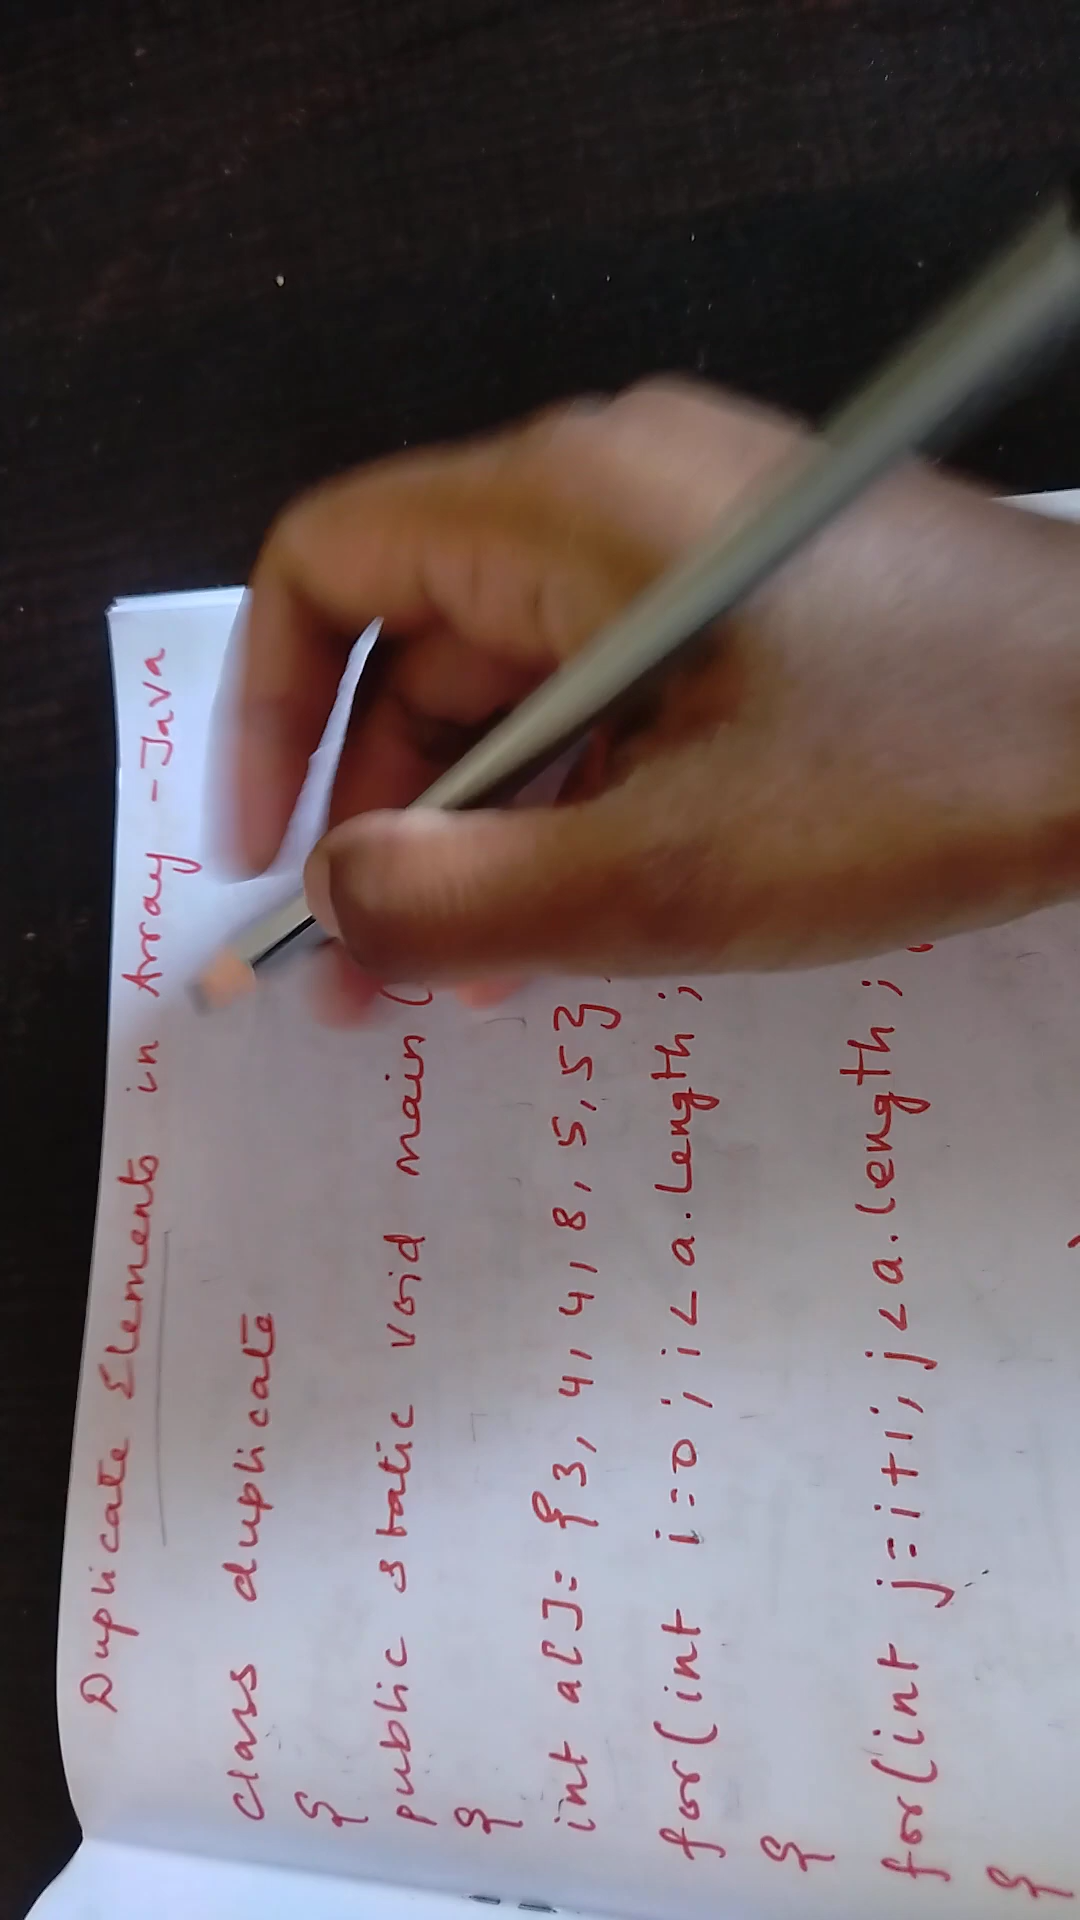 Duplicate Elements in Array - Java
class duplicate
{
public static void main(
{
int a[]= {3, 4, 4, 8, 5, 5}
for(int i=0; i< a.length;
{
for(int j=i+1; j<a.length;
{